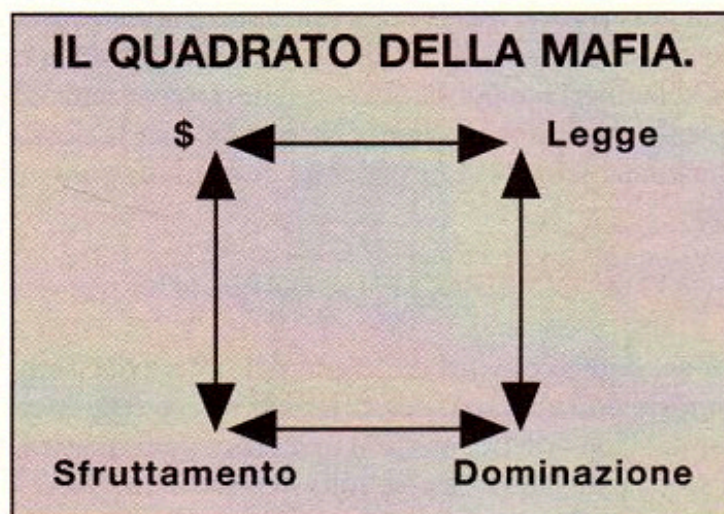 IL QUADRATO DELLA MAFIA.
$ Legge
Sfruttamento Dominazione